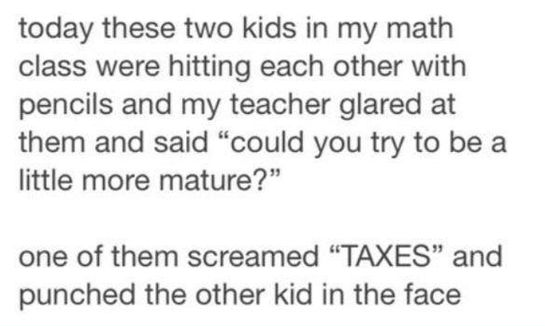 today these two kids in my math
class were hitting each other with
pencils and my teacher glared at
them and said “could you try to be a
little more mature?”
one of them screamed “TAXES” and
punched the other kid in the face